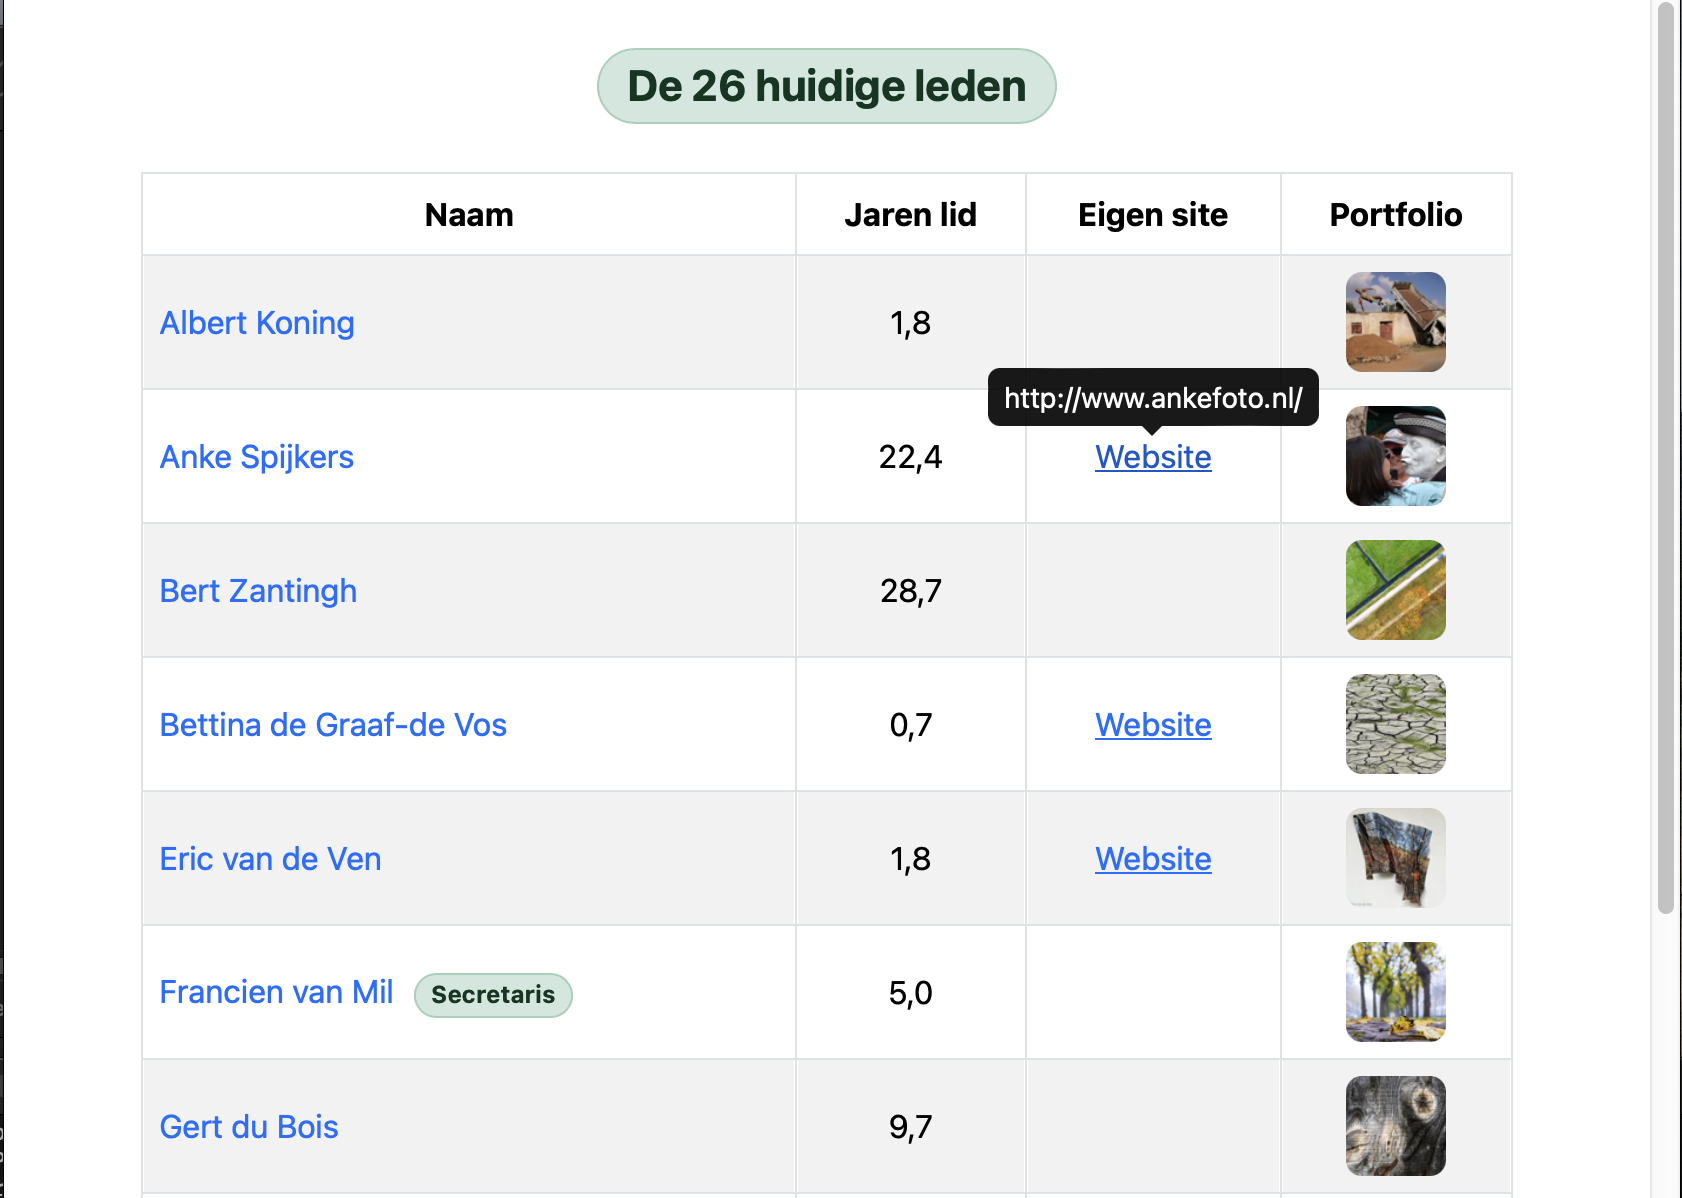 De 26 huidige leden
Naam Jaren lid Eigen site Portfolio
Albert Koning 1,8
http://www.ankefoto.nl/
Anke Spijkers 22,4 Website
Bert Zantingh 28,7
Bettina de Graaf-de Vos 0,7 Website
Eric van de Ven 1,8 Website
Francien van Mil Secretaris 5,0
Gert du Bois 9,7